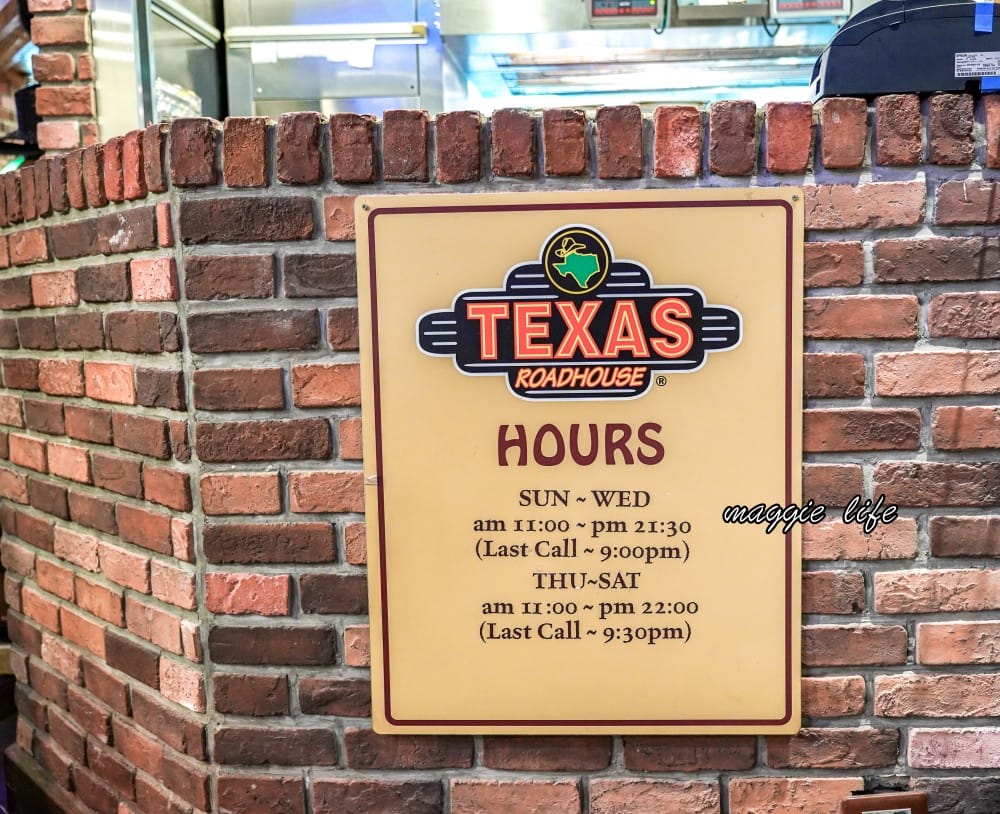 TEXAS
ROADHOUSE ®
HOURS
SUN ~ WED
am 11:00 ~ pm 21:30
(Last Call ~ 9:00pm)
THU~SAT
am 11:00 ~ pm 22:00
(Last Call ~ 9:30pm)
maggie life